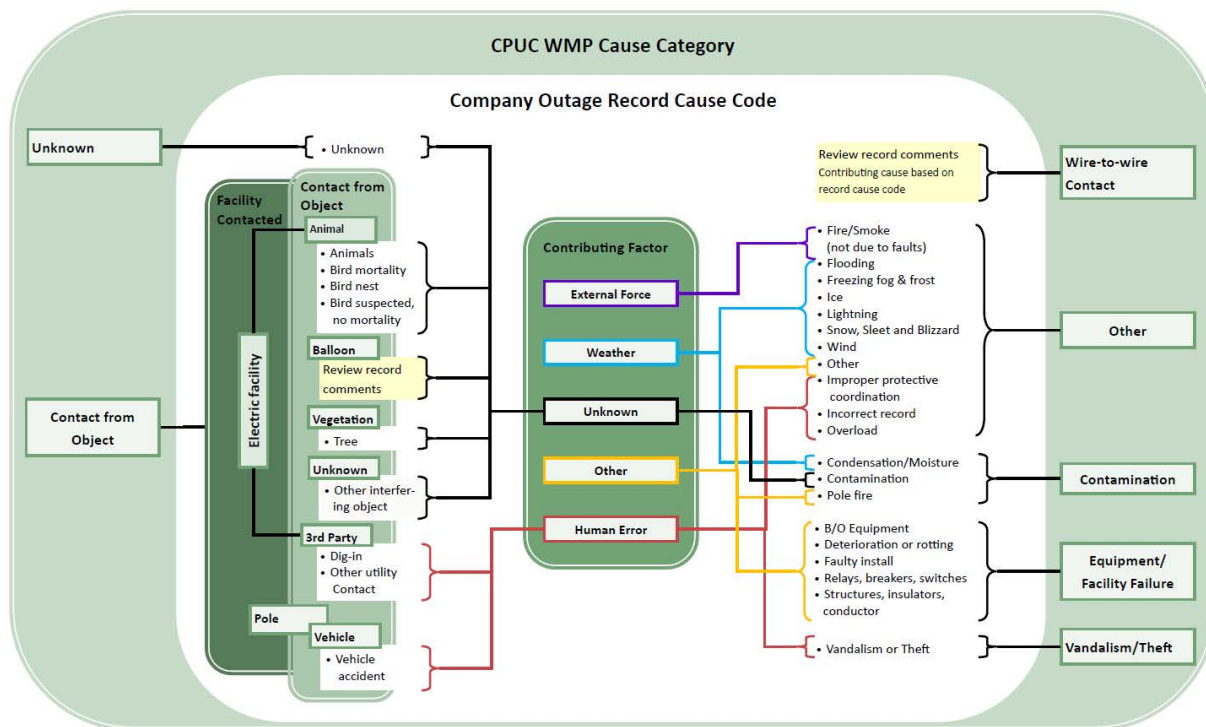 CPUC WMP Cause Category
Company Outage Record Cause Code
Unknown
• Unknown
Facility
Contacted
Contact from
Object
Animal
• Animals
• Bird mortality
• Bird nest
• Bird suspected,
no mortality
Balloon
Review record
comments
Vegetation
• Tree
Unknown
• Other interfer-
ing object
3rd Party
• Dig-in
• Other utility
Contact
Pole
Vehicle
• Vehicle
accident
Electric facility
Contact from
Object
Contributing Factor
External Force
Weather
Unknown
Other
Human Error
Review record comments
Contributing cause based on
record cause code
• Fire/Smoke
(not due to faults)
• Flooding
• Freezing fog & frost
• Ice
• Lightning
• Snow, Sleet and Blizzard
• Wind
• Other
• Improper protective
coordination
• Incorrect record
• Overload
• Condensation/Moisture
• Contamination
• Pole fire
• B/O Equipment
• Deterioration or rotting
• Faulty install
• Relays, breakers, switches
• Structures, insulators,
conductor
• Vandalism or Theft
Wire-to-wire
Contact
Other
Contamination
Equipment/
Facility Failure
Vandalism/Theft